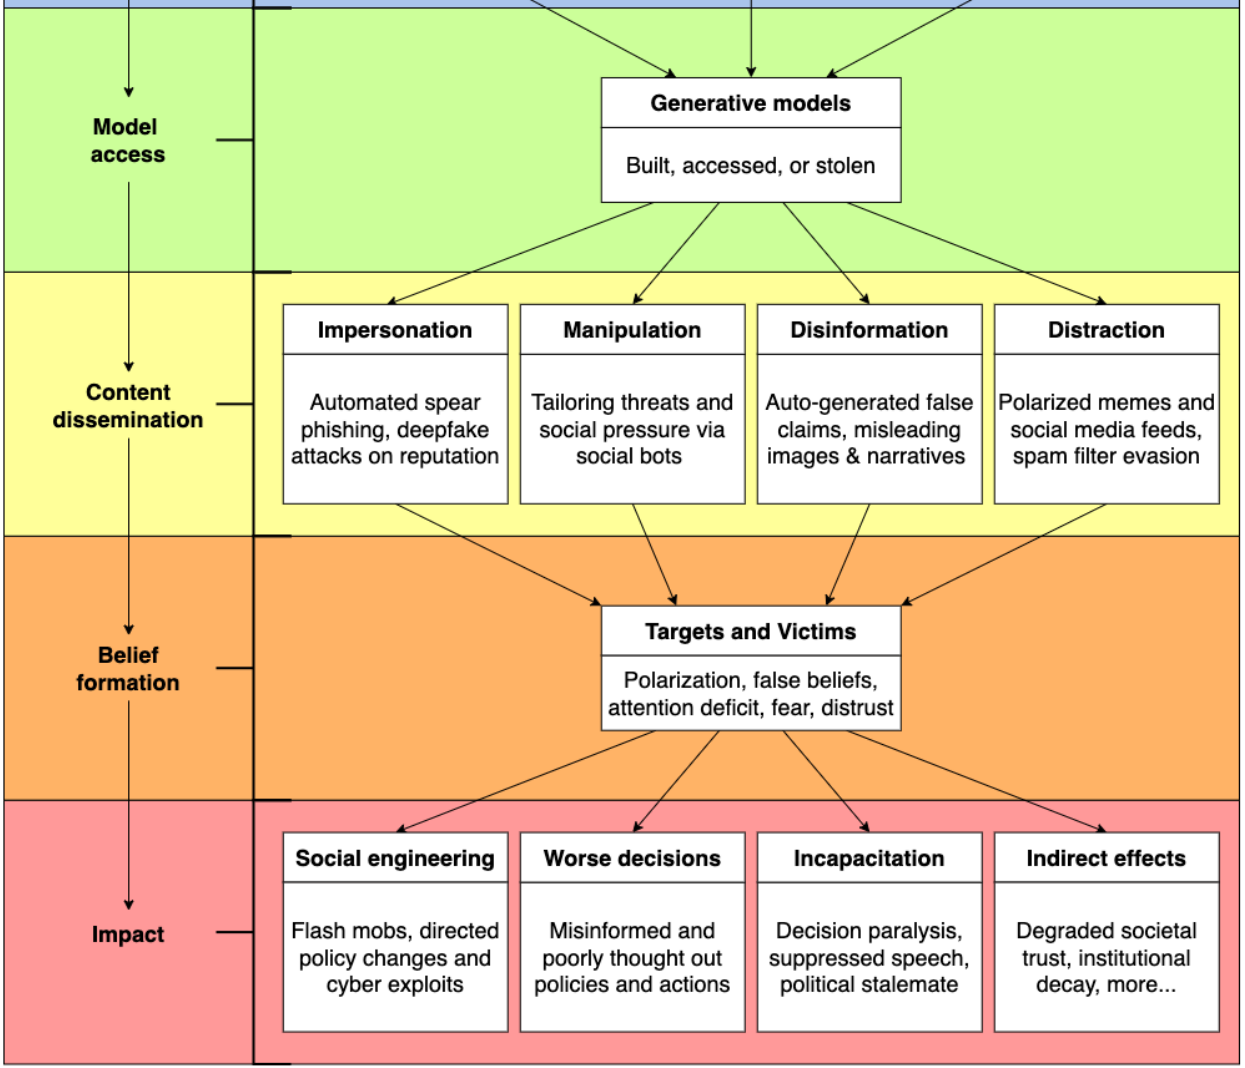 Model
access
Generative models
Built, accessed, or stolen
Content
dissemination
Impersonation
Automated spear
phishing, deepfake
attacks on reputation
Manipulation
Tailoring threats and
social pressure via
social bots
Disinformation
Auto-generated false
claims, misleading
images & narratives
Distraction
Polarized memes and
social media feeds,
spam filter evasion
Belief
formation
Targets and Victims
Polarization, false beliefs,
attention deficit, fear, distrust
Impact
Social engineering
Flash mobs, directed
policy changes and
cyber exploits
Worse decisions
Misinformed and
poorly thought out
policies and actions
Incapacitation
Decision paralysis,
suppressed speech,
political stalemate
Indirect effects
Degraded societal
trust, institutional
decay, more...